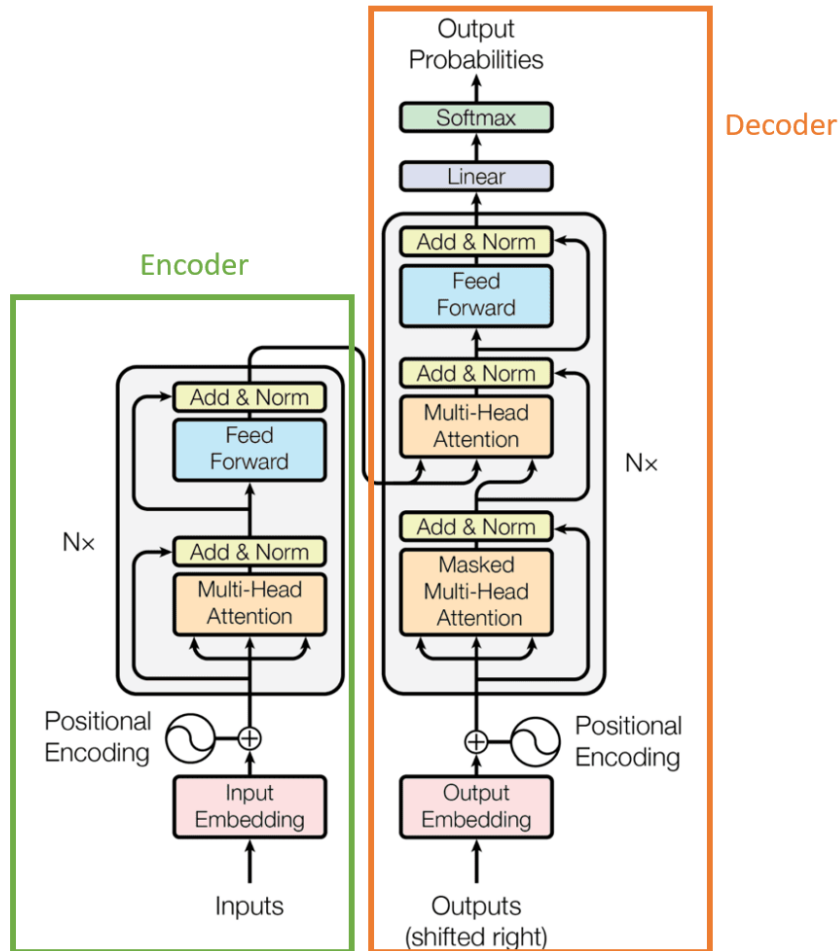 Output
Probabilities
Softmax
Linear
Add & Norm
Feed
Forward
Add & Norm
Multi-Head
Attention
Add & Norm
Masked
Multi-Head
Attention
N×
Positional
Encoding
Output
Embedding
Outputs
(shifted right)
Decoder
Encoder
Add & Norm
Feed
Forward
Add & Norm
Multi-Head
Attention
N×
Positional
Encoding
Input
Embedding
Inputs